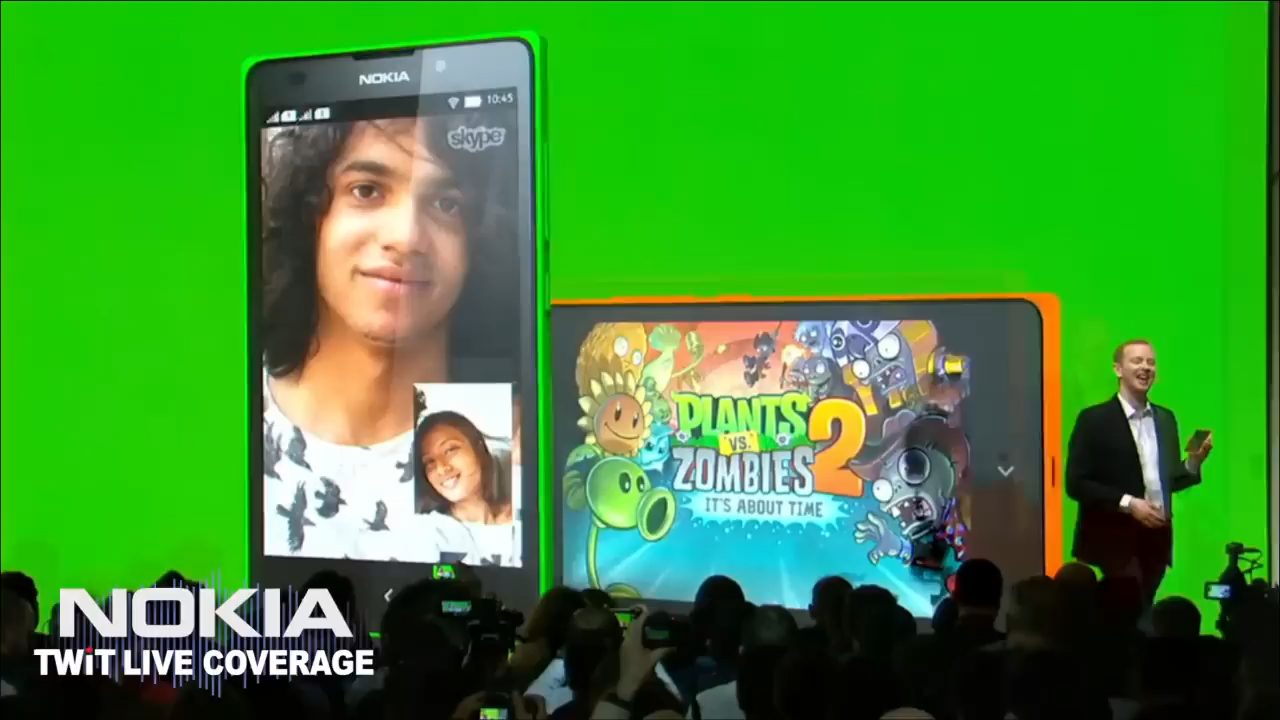 NOKIA
10:45
skype
PLANTS
VS.
ZOMBIES 2
IT'S ABOUT TIME
NOKIA
TWiT LIVE COVERAGE